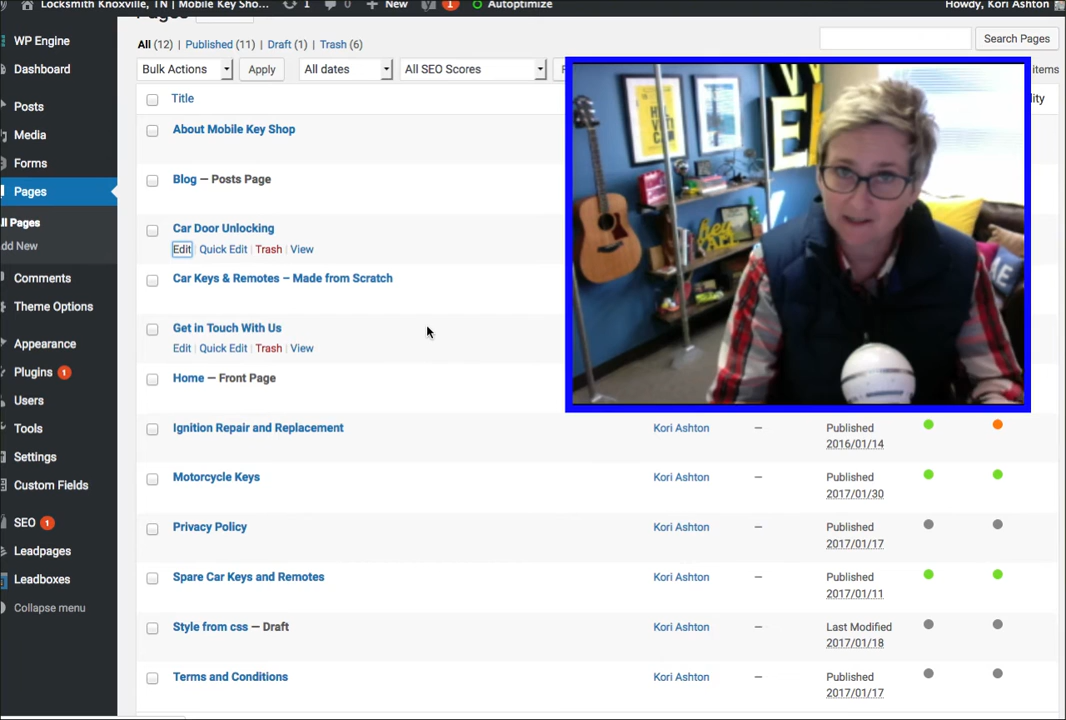 Locksmith Knoxville, TN | Mobile Key Sho... 1 0 New 1 Autoptimize Howdy, Kori Ashton
WP Engine
Dashboard
Posts
Media
Forms
Pages
All Pages
Add New
Comments
Theme Options
Appearance
Plugins 1
Users
Tools
Settings
Custom Fields
SEO 1
Leadpages
Leadboxes
Collapse menu
Pages
All (12) | Published (11) | Draft (1) | Trash (6)
Search Pages
Bulk Actions Apply All dates All SEO Scores items
Title
About Mobile Key Shop
Blog — Posts Page
Car Door Unlocking
Edit | Quick Edit | Trash | View
Car Keys & Remotes – Made from Scratch
Get in Touch With Us
Edit | Quick Edit | Trash | View
Home — Front Page
Ignition Repair and Replacement Kori Ashton — Published
2016/01/14
Motorcycle Keys Kori Ashton — Published
2017/01/30
Privacy Policy Kori Ashton — Published
2017/01/17
Spare Car Keys and Remotes Kori Ashton — Published
2017/01/11
Style from css — Draft Kori Ashton — Last Modified
2017/01/18
Terms and Conditions Kori Ashton — Published
2017/01/17